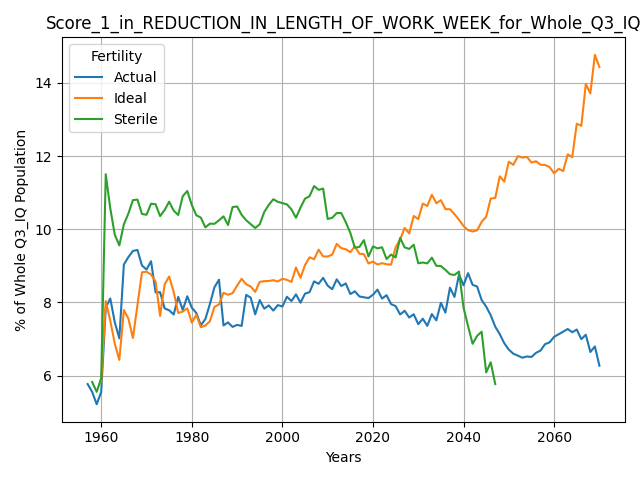 Score_1_in_REDUCTION_IN_LENGTH_OF_WORK_WEEK_for_Whole_Q3_IQ
Fertility
Actual
Ideal
Sterile
% of Whole Q3_IQ Population
14
12
10
8
6
1960 1980 2000 2020 2040 2060
Years